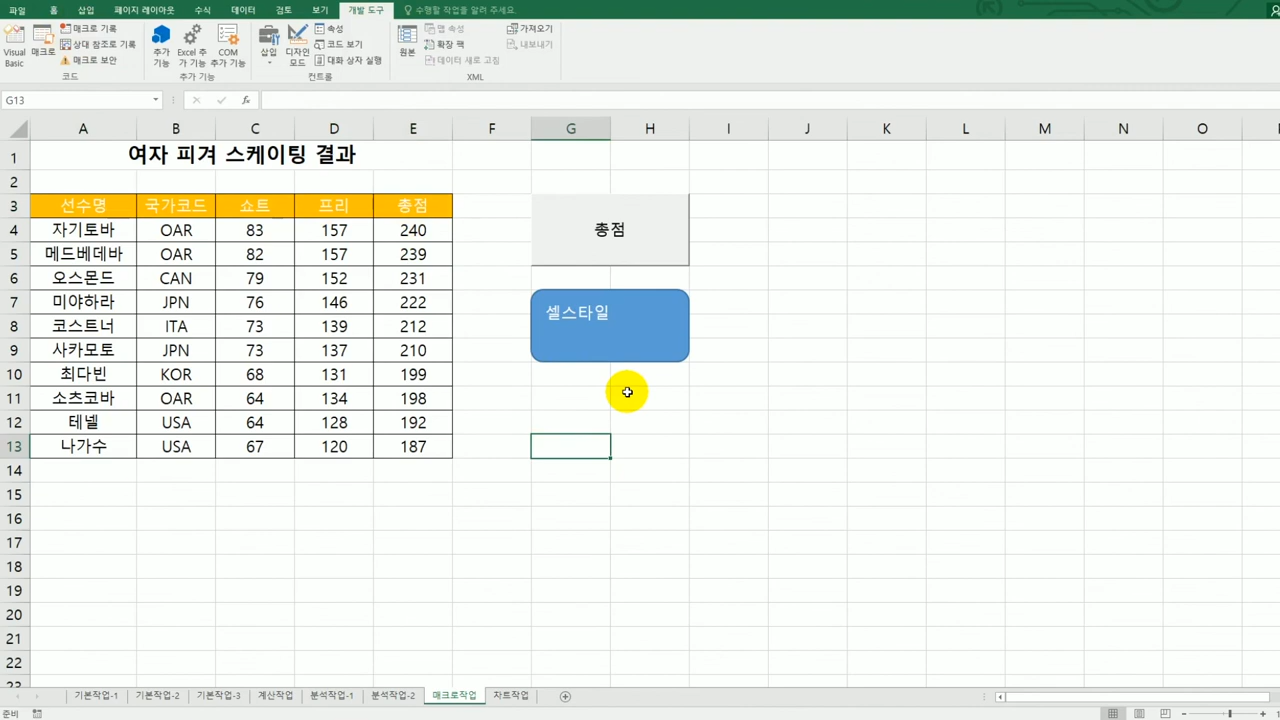 파일 홈 삽입 페이지 레이아웃 수식 데이터 검토 보기 개발 도구 수행할 작업을 알려 주세요.
Visual Basic
매크로
매크로 기록
상대 참조로 기록
매크로 보안
코드
추가 기능
Excel 추가 기능
COM 추가 기능
추가 기능
삽입
디자인 모드
속성
코드 보기
대화 상자 실행
컨트롤
원본
맵 속성
확장 팩
데이터 새로 고침
가져오기
내보내기
XML
G13 fx
A B C D E F G H I J K L M N O
1 여자 피겨 스케이팅 결과
2
3 선수명 국가코드 쇼트 프리 총점
4 자기토바 OAR 83 157 240
총점
5 메드베데바 OAR 82 157 239
6 오스몬드 CAN 79 152 231
7 미야하라 JPN 76 146 222
셀스타일
8 코스트너 ITA 73 139 212
9 사카모토 JPN 73 137 210
10 최다빈 KOR 68 131 199
11 소츠코바 OAR 64 134 198
12 테넬 USA 64 128 192
13 나가수 USA 67 120 187
14
15
16
17
18
19
20
21
22
기본작업-1 기본작업-2 기본작업-3 계산작업 분석작업-1 분석작업-2 매크로작업 차트작업
준비